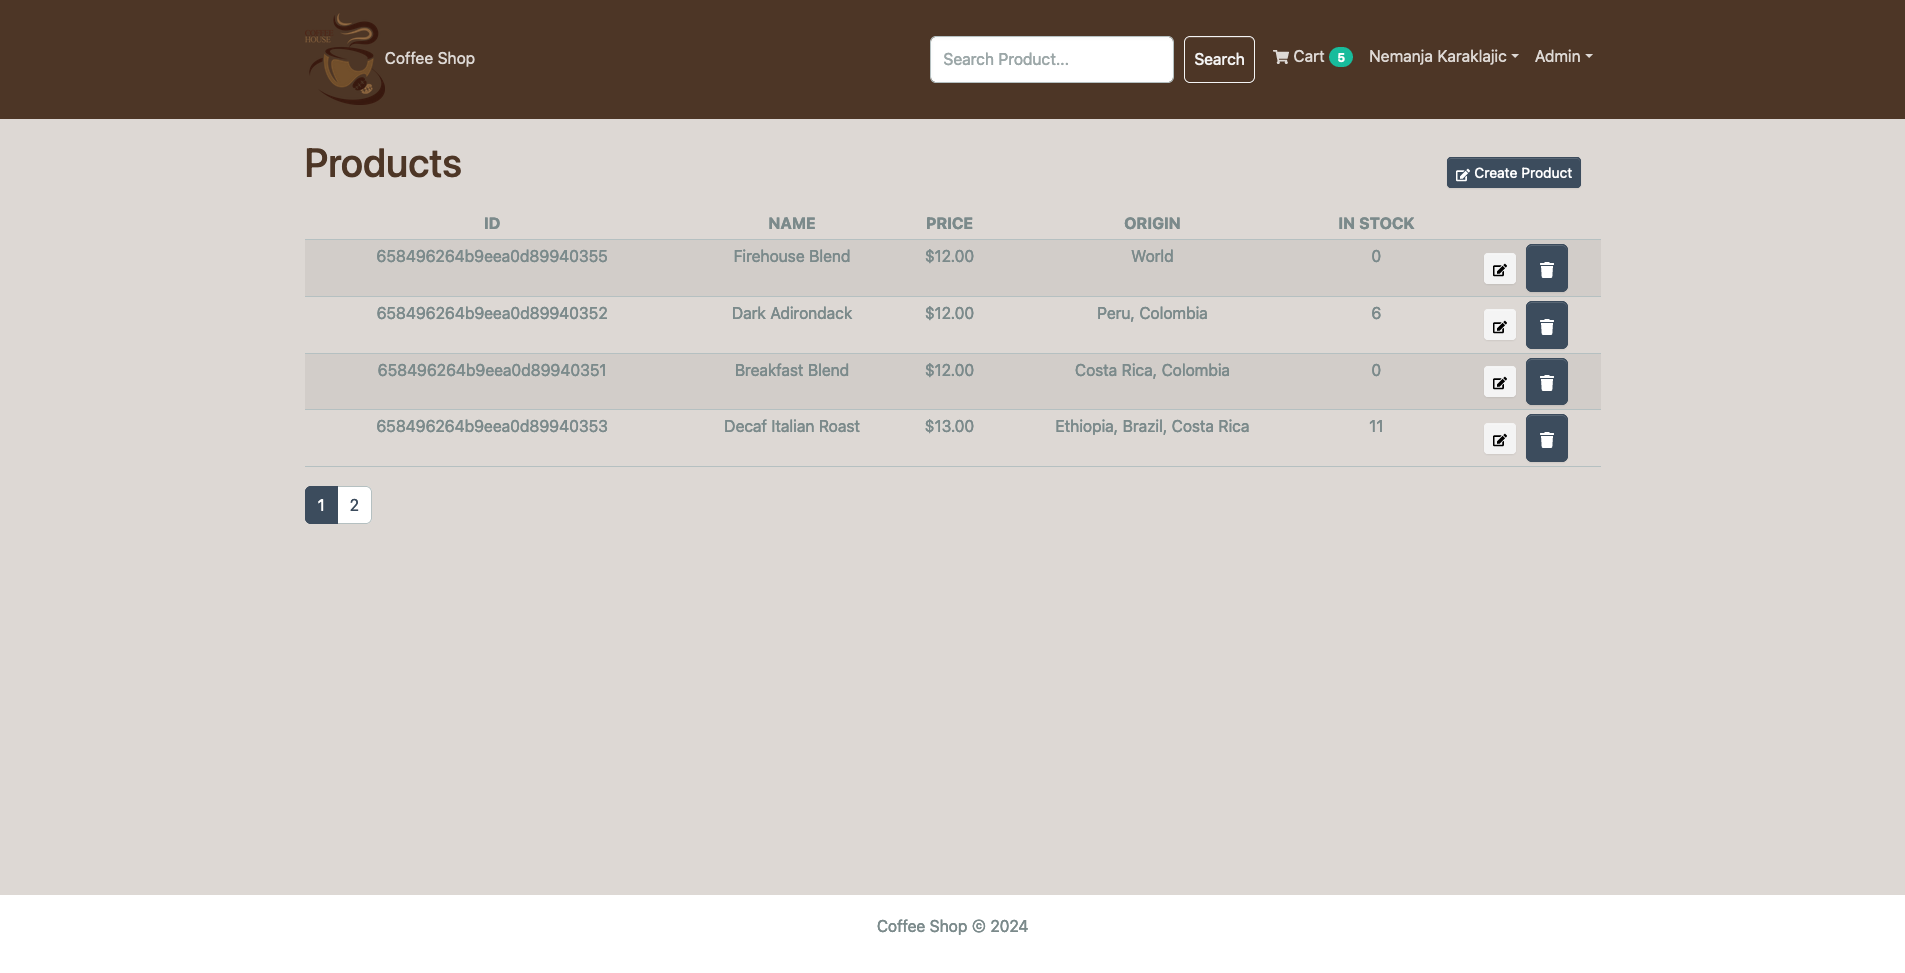 HOUSE
Coffee Shop
Search Product...
Search
Cart 5
Nemanja Karaklajic
Admin
Products
Create Product
ID NAME PRICE ORIGIN IN STOCK
658496264b9eea0d89940355 Firehouse Blend $12.00 World 0
658496264b9eea0d89940352 Dark Adirondack $12.00 Peru, Colombia 6
658496264b9eea0d89940351 Breakfast Blend $12.00 Costa Rica, Colombia 0
658496264b9eea0d89940353 Decaf Italian Roast $13.00 Ethiopia, Brazil, Costa Rica 11
1 2
Coffee Shop © 2024